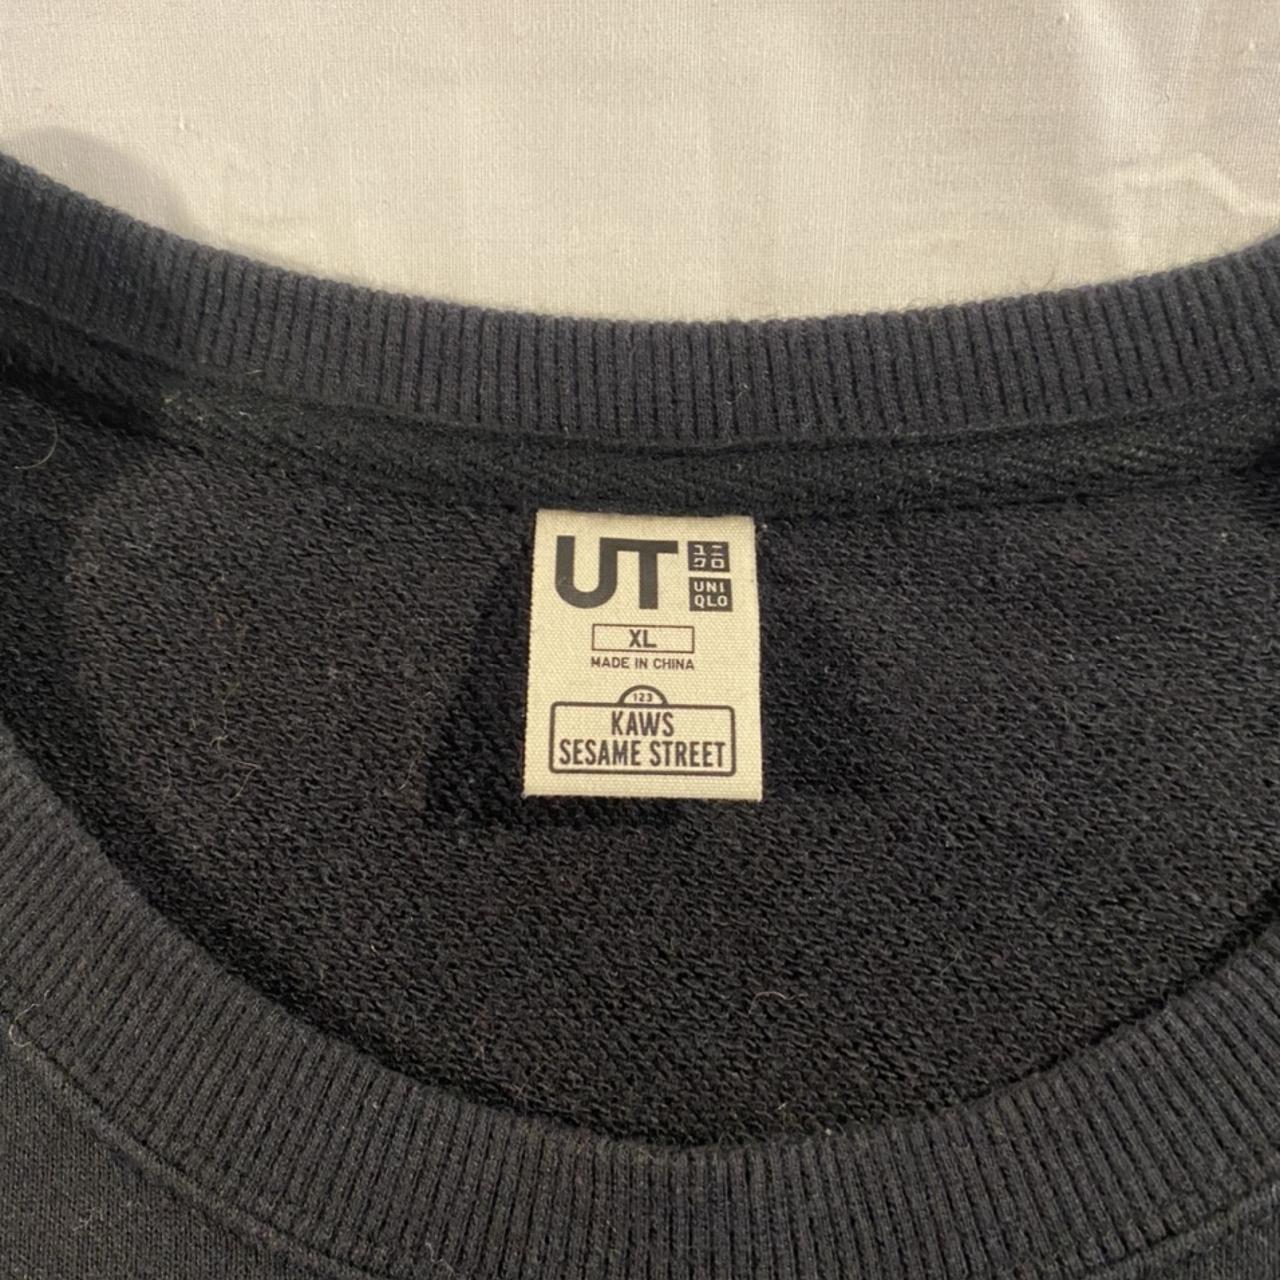 UT ユニ
クロ
UNI
QLO
XL
MADE IN CHINA
123
KAWS
SESAME STREET